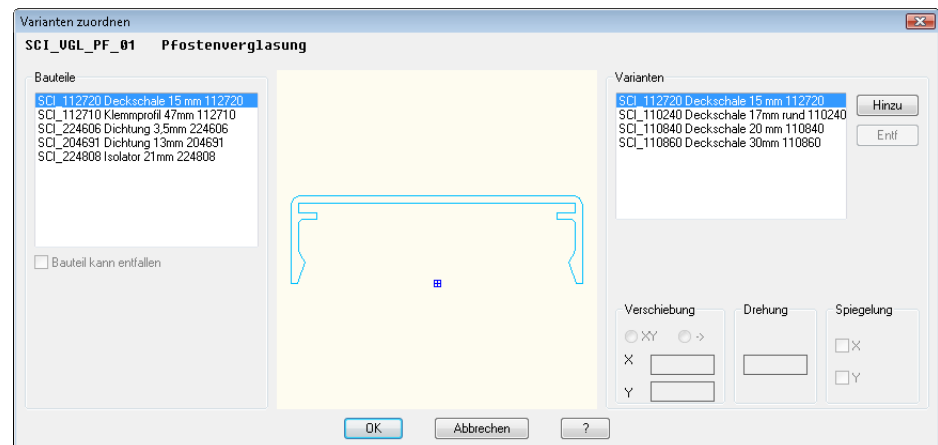 Varianten zuordnen
SCI_VGL_PF_01 Pfostenverglasung
Bauteile
SCI_112720 Deckschale 15 mm 112720
SCI_112710 Klemmprofil 47mm 112710
SCI_224606 Dichtung 3,5mm 224606
SCI_204691 Dichtung 13mm 204691
SCI_224808 Isolator 21mm 224808
Bauteil kann entfallen
Varianten
SCI_112720 Deckschale 15 mm 112720
SCI_110240 Deckschale 17mm rund 110240
SCI_110840 Deckschale 20 mm 110840
SCI_110860 Deckschale 30mm 110860
Hinzu
Entf
Verschiebung
XY ->
X
Y
Drehung
Spiegelung
X
Y
OK Abbrechen ?